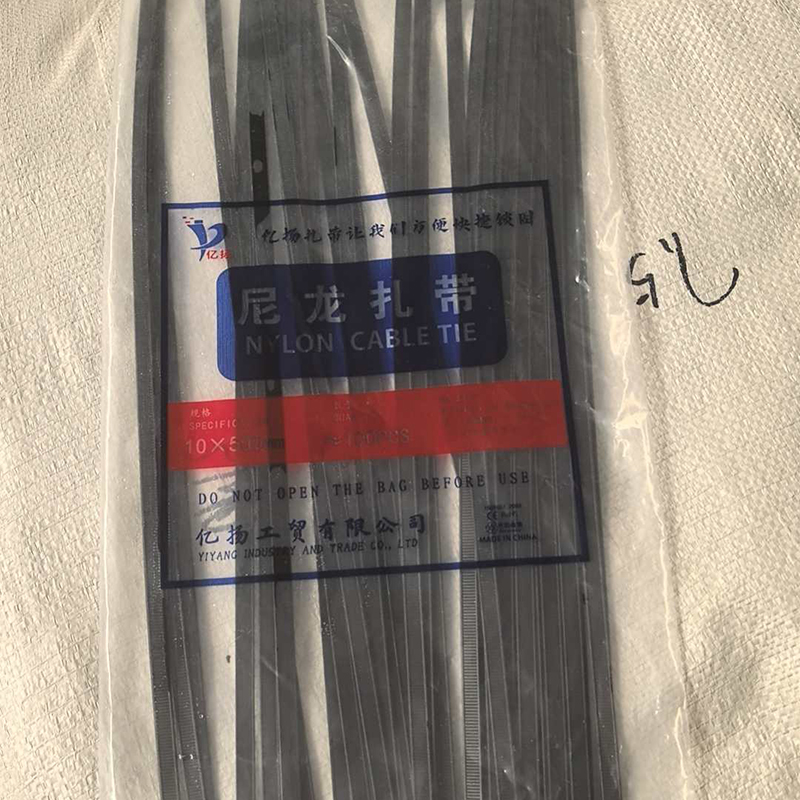 亿扬
亿扬扎带让我们方便快捷锁固
尼龙扎带
NYLON CABLE TIE
规格
SPECIFIC
10×5
100PCS
DO NOT OPEN THE BAG BEFORE USE
亿扬工贸有限公司
YIYANG INDUSTRY AND TRADE CO., LTD
MADE IN CHINA